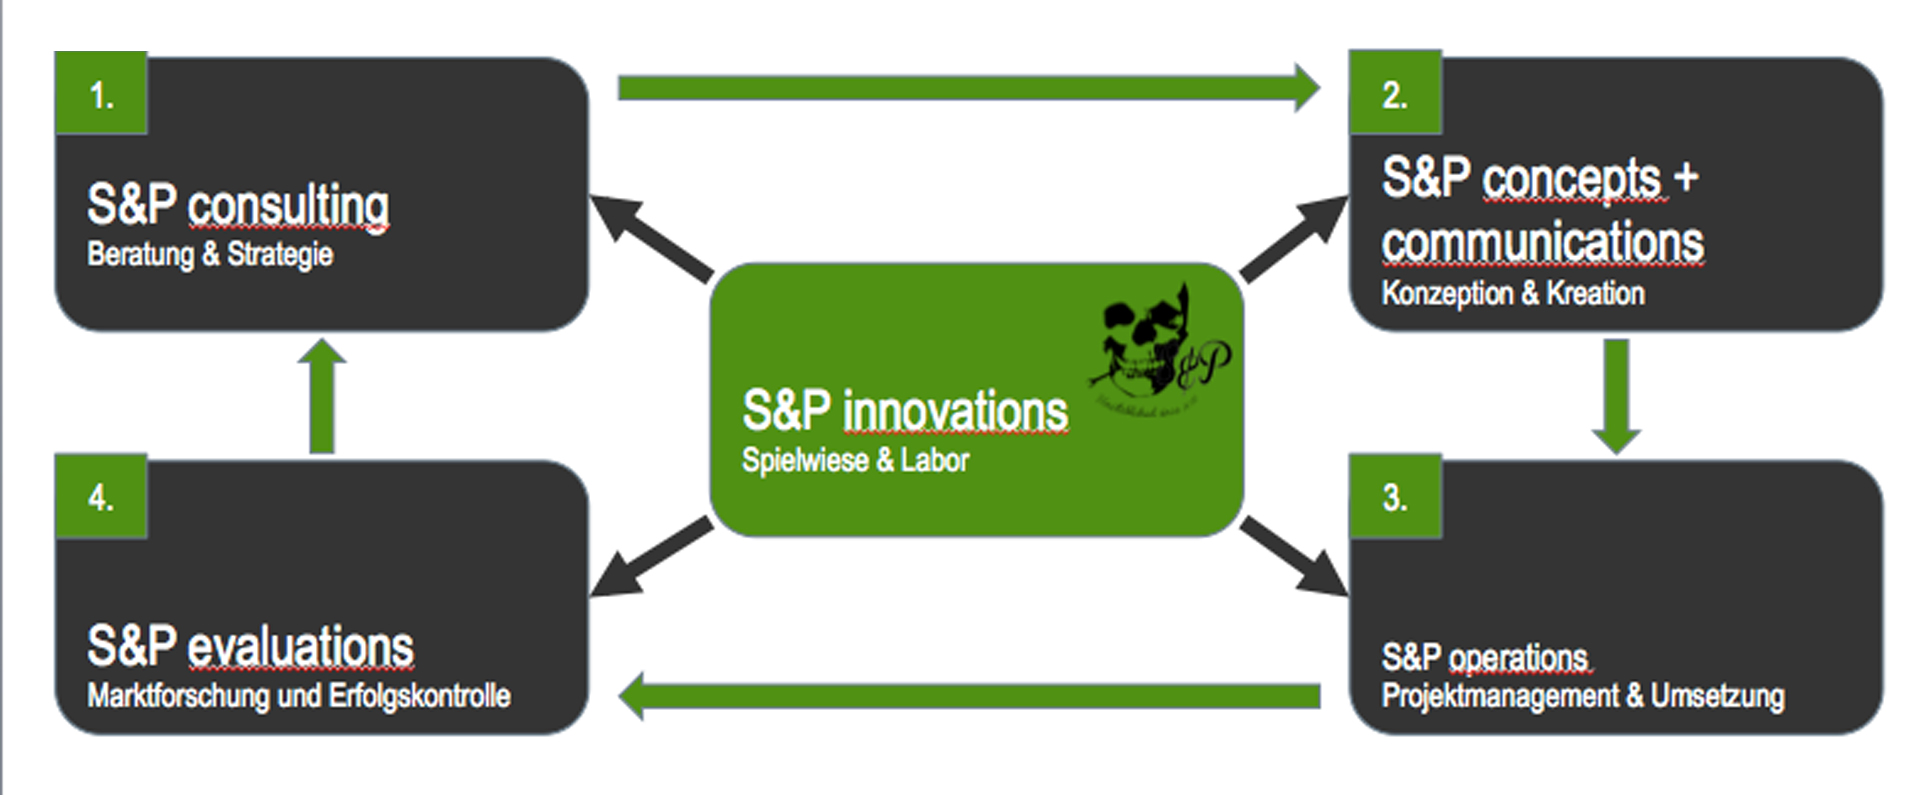 1.
S&P consulting
Beratung & Strategie
2.
S&P concepts +
communications
Konzeption & Kreation
&P
S&P innovations
Spielwiese & Labor
4.
S&P evaluations
Marktforschung und Erfolgskontrolle
3.
S&P operations
Projektmanagement & Umsetzung